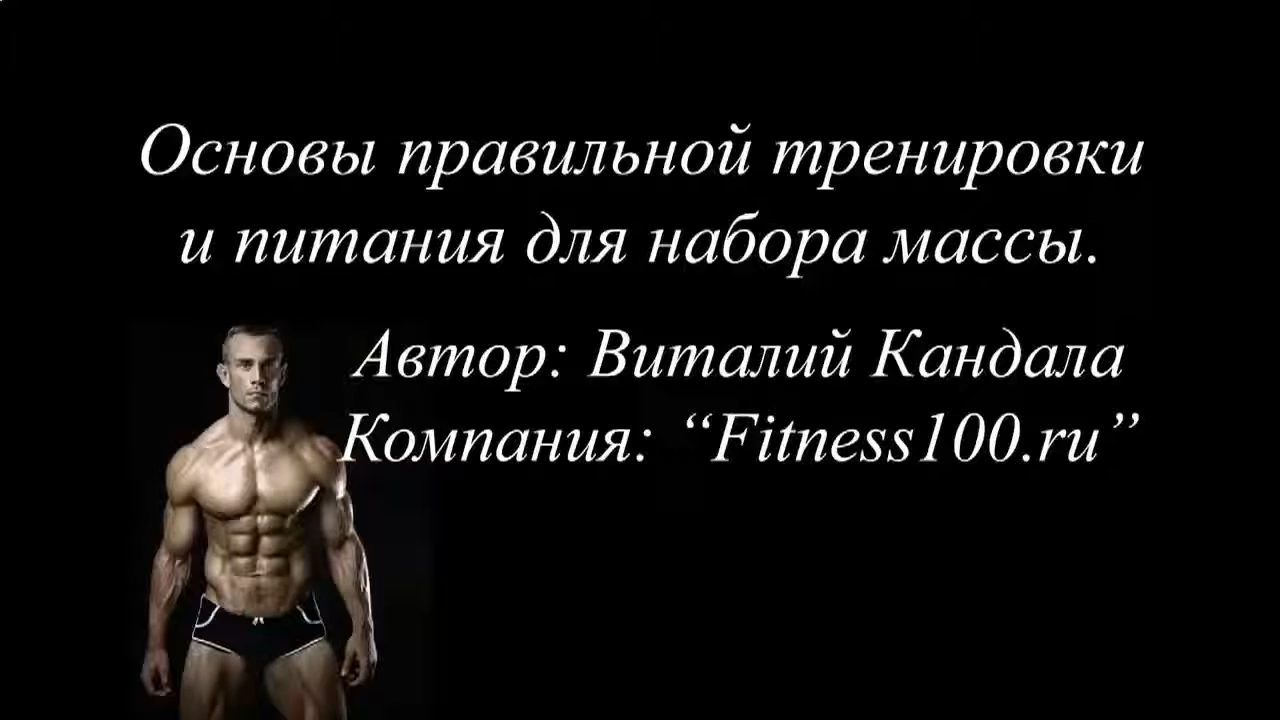 Основы правильной тренировки
и питания для набора массы.
Автор: Виталий Кандала
Компания: “Fitness100.ru”